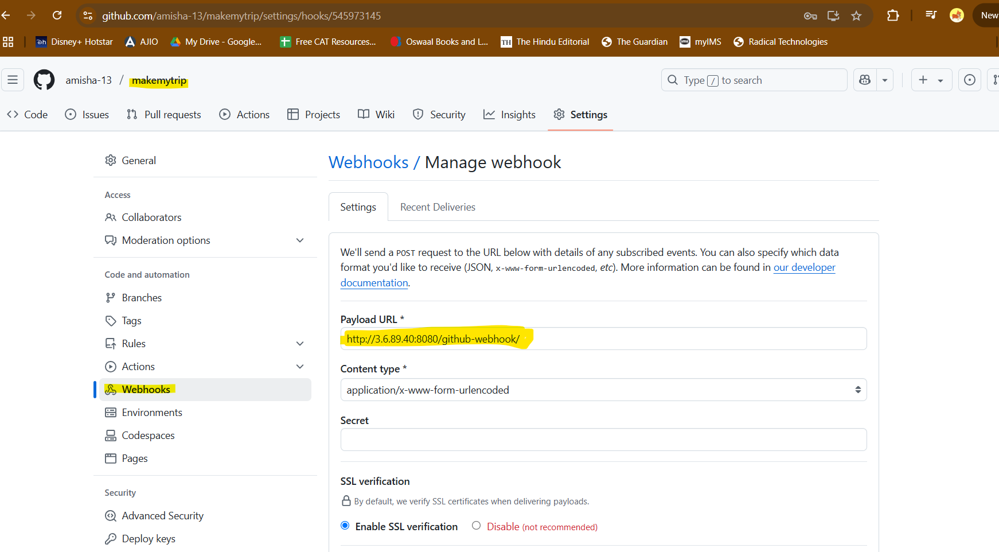 github.com/amisha-13/makemytrip/settings/hooks/545973145
New
Disney+ Hotstar
AJIO
My Drive - Google...
Free CAT Resources...
Oswaal Books and L...
TH The Hindu Editorial
The Guardian
ims myIMS
Radical Technologies
amisha-13 / makemytrip
Type / to search
Code
Issues
Pull requests
Actions
Projects
Wiki
Security
Insights
Settings
General
Access
Collaborators
Moderation options
Code and automation
Branches
Tags
Rules
Actions
Webhooks
Environments
Codespaces
Pages
Security
Advanced Security
Deploy keys
Webhooks / Manage webhook
Settings
Recent Deliveries
We'll send a POST request to the URL below with details of any subscribed events. You can also specify which data
format you'd like to receive (JSON, x-www-form-urlencoded, etc). More information can be found in our developer
documentation.
Payload URL *
http://3.6.89.40:8080/github-webhook/
Content type *
application/x-www-form-urlencoded
Secret
SSL verification
By default, we verify SSL certificates when delivering payloads.
Enable SSL verification
Disable (not recommended)